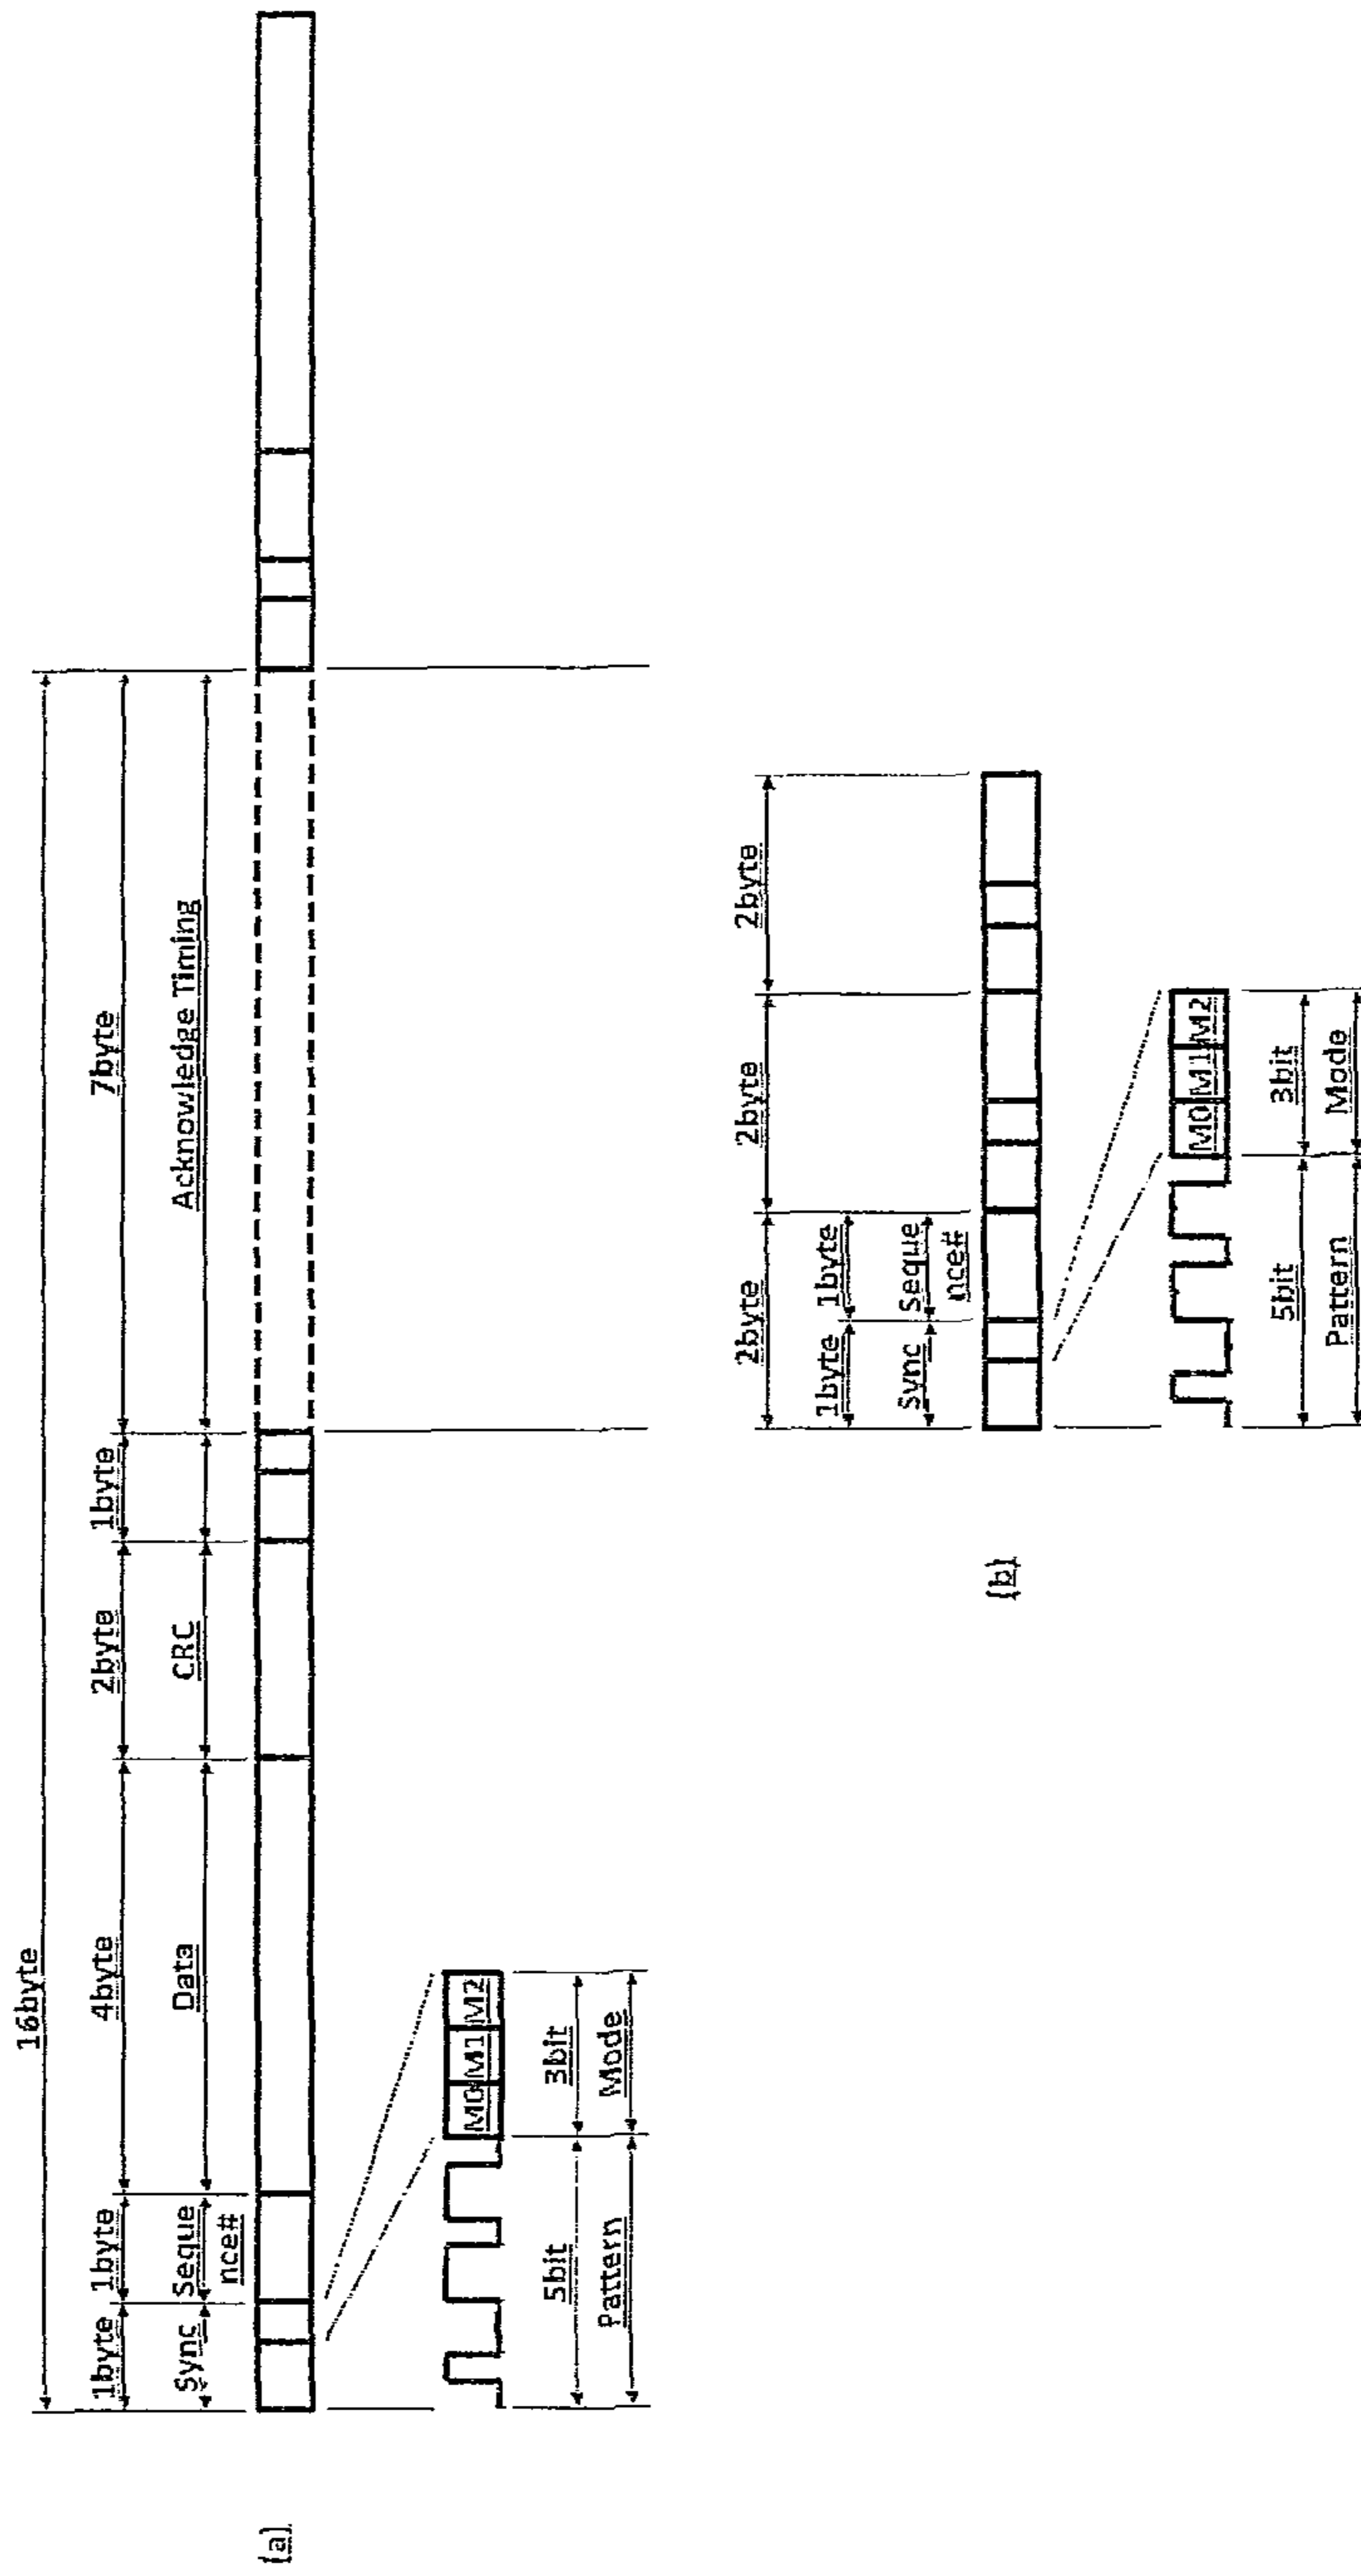 (a)
16byte
1byte
1byte
4byte
2byte
1byte
7byte
Sync
Seque
nce#
Data
CRC
Acknowledge Timing
M0
M1
M2
5bit
3bit
Pattern
Mode
(b)
2byte
2byte
2byte
1byte
1byte
Sync
Seque
nce#
M0
M1
M2
5bit
3bit
Pattern
Mode